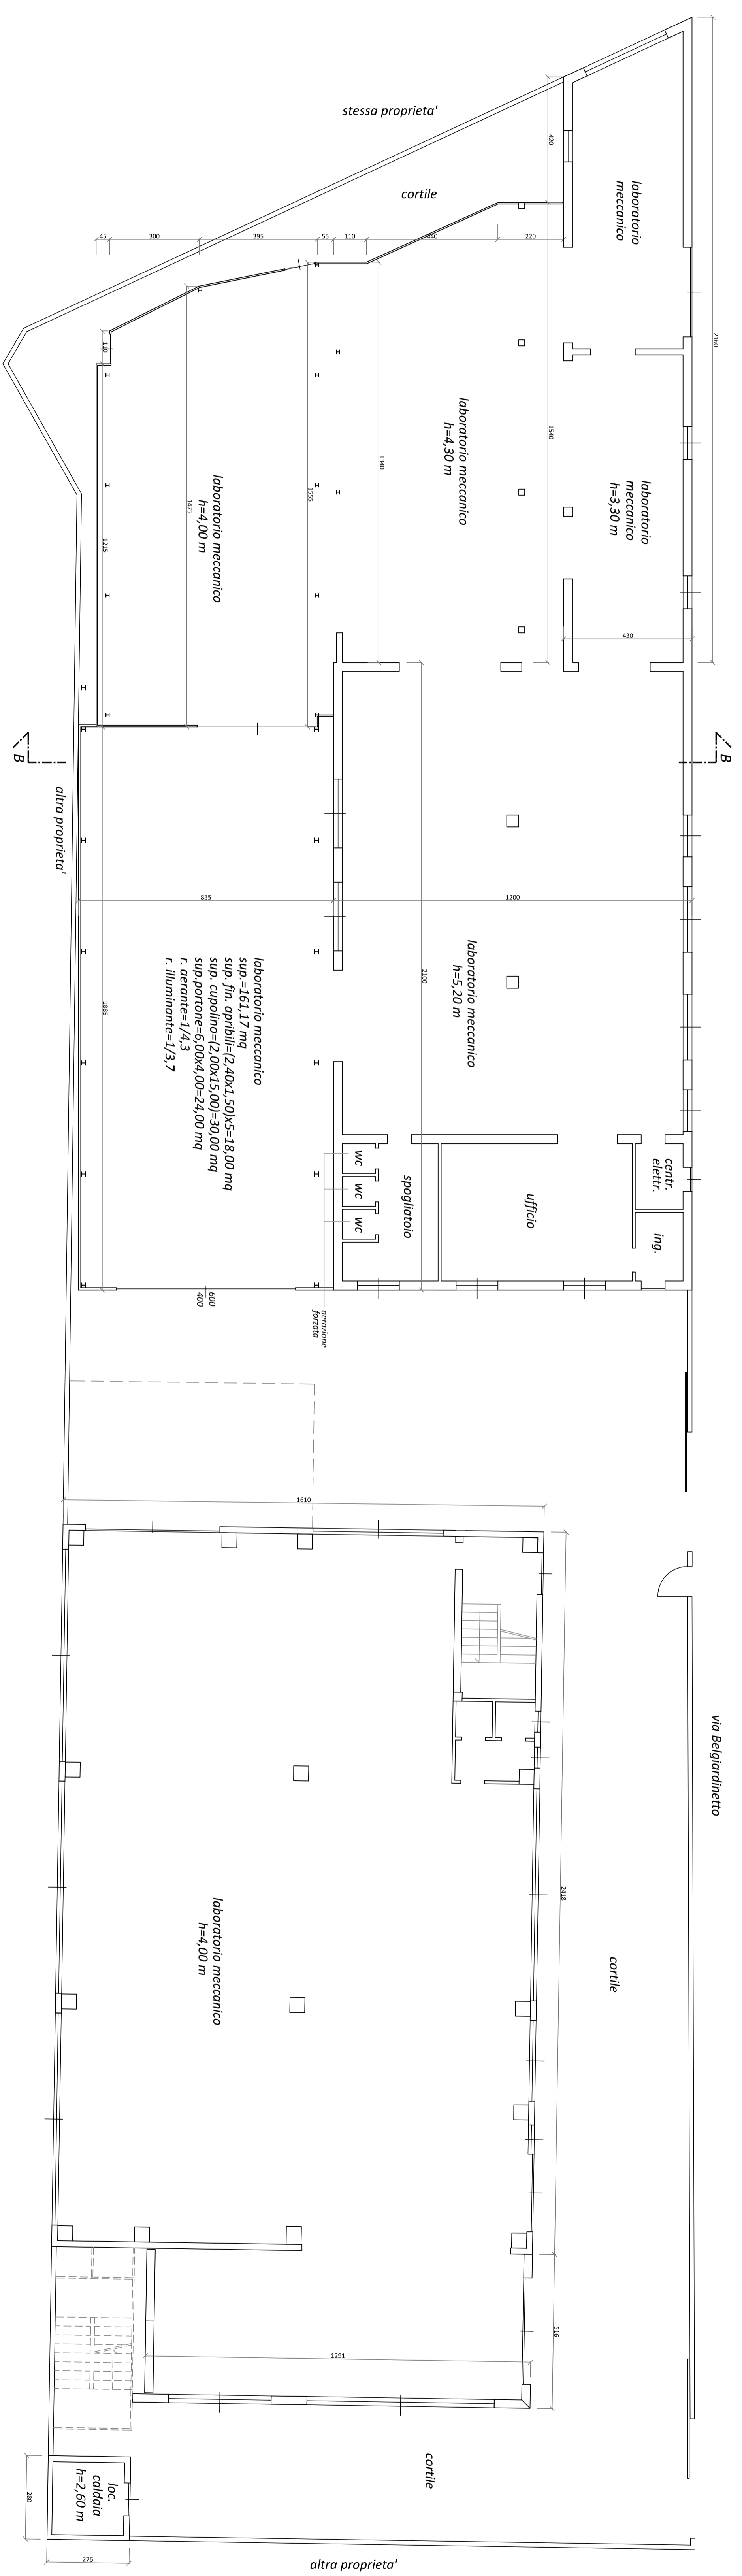 stessa proprieta'
cortile
laboratorio
meccanico
420
45
300
395
55
110
440
220
2160
110
laboratorio meccanico
h=4,30 m
1540
laboratorio
meccanico
h=3,30 m
1340
1555
1475
laboratorio meccanico
h=4,00 m
1215
430
B
B
altra proprieta'
855
1200
laboratorio meccanico
h=5,20 m
2100
1885
laboratorio meccanico
sup.=161,17 mq
sup. fin. apribili=(2,40x1,50)x5=18,00 mq
sup. cupolino=(2,00x15,00)=30,00 mq
sup.portone=6,00x4,00=24,00 mq
r. aerante=1/4,3
r. illuminante=1/3,7
wc
wc
wc
spogliatoio
ufficio
centr.
elettr.
ing.
600
400
aerazione
forzata
1610
via Belgiardinetto
2418
laboratorio meccanico
h=4,00 m
cortile
516
1291
cortile
loc.
caldaia
h=2,60 m
280
276
altra proprieta'